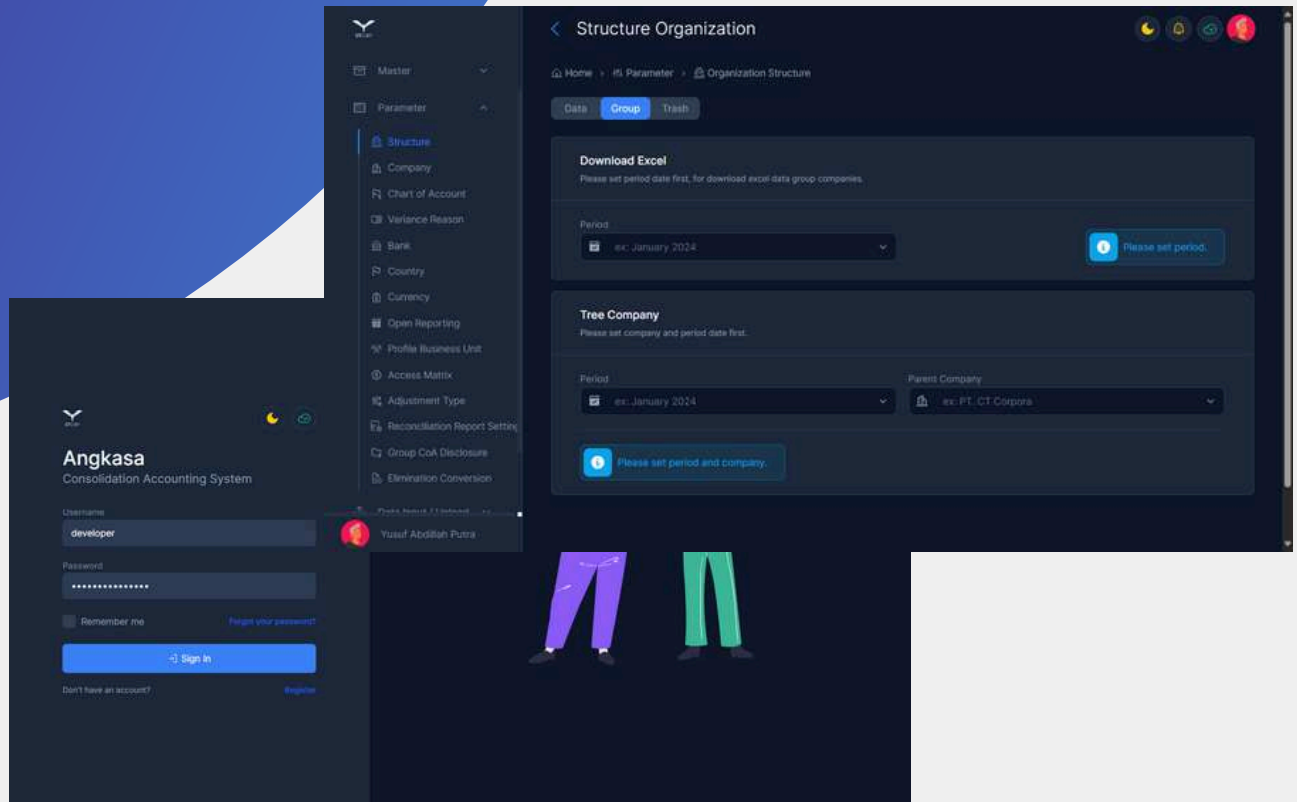 Structure Organization
Home › Parameter › Organization Structure
Data Group Trash
Download Excel
Please set period date first, for download excel data group companies.
Period
ex: January 2024
Please set period.
Tree Company
Please set company and period date first.
Period
Parent Company
ex: January 2024
ex: PT. CT Corpora
Please set period and company.
Master
Parameter
Structure
Company
Chart of Account
Variance Reason
Bank
Country
Currency
Open Reporting
Profile Business Unit
Access Matrix
Adjustment Type
Reconciliation Report Setting
Group CoA Disclosure
Elimination Conversion
Data Input / Upload
Yusuf Abdillah Putra
Angkasa
Consolidation Accounting System
Username
developer
Password
Remember me
Forgot your password?
Sign In
Don't have an account?
Register